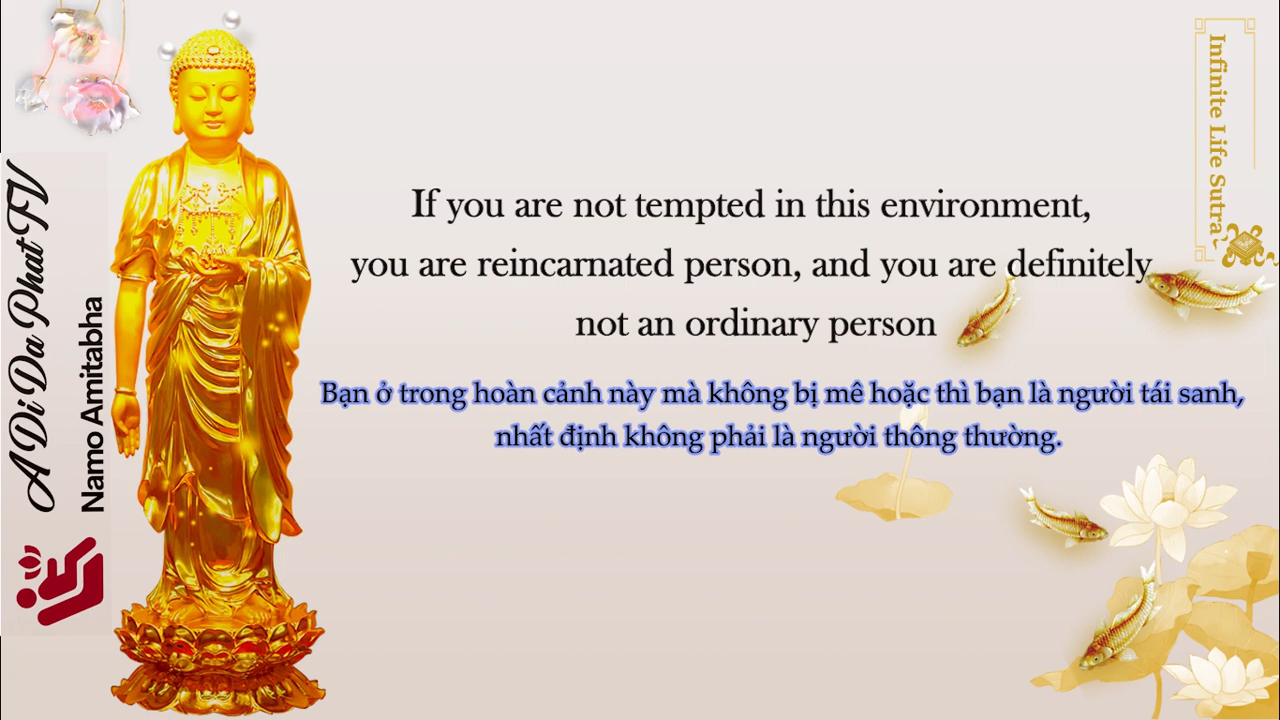 A Di Da Phat TV
Namo Amitabha
Infinite Life Sutra
If you are not tempted in this environment,
you are reincarnated person, and you are definitely
not an ordinary person
Bạn ở trong hoàn cảnh này mà không bị mê hoặc thì bạn là người tái sanh,
nhất định không phải là người thông thường.